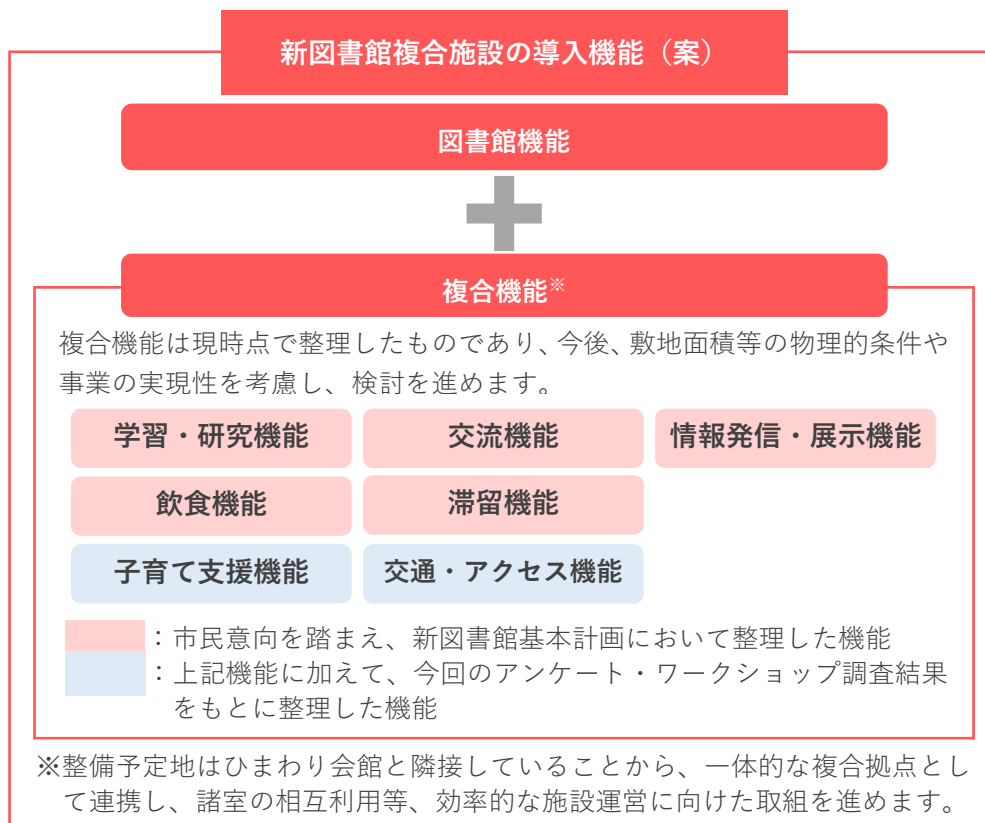 新図書館複合施設の導入機能（案）
図書館機能
複合機能※
複合機能は現時点で整理したものであり、今後、敷地面積等の物理的条件や
事業の実現性を考慮し、検討を進めます。
学習・研究機能 交流機能 情報発信・展示機能
飲食機能 滞留機能
子育て支援機能 交通・アクセス機能
：市民意向を踏まえ、新図書館基本計画において整理した機能
：上記機能に加えて、今回のアンケート・ワークショップ調査結果
をもとに整理した機能
※整備予定地はひまわり会館と隣接していることから、一体的な複合拠点とし
て連携し、諸室の相互利用等、効率的な施設運営に向けた取組を進めます。